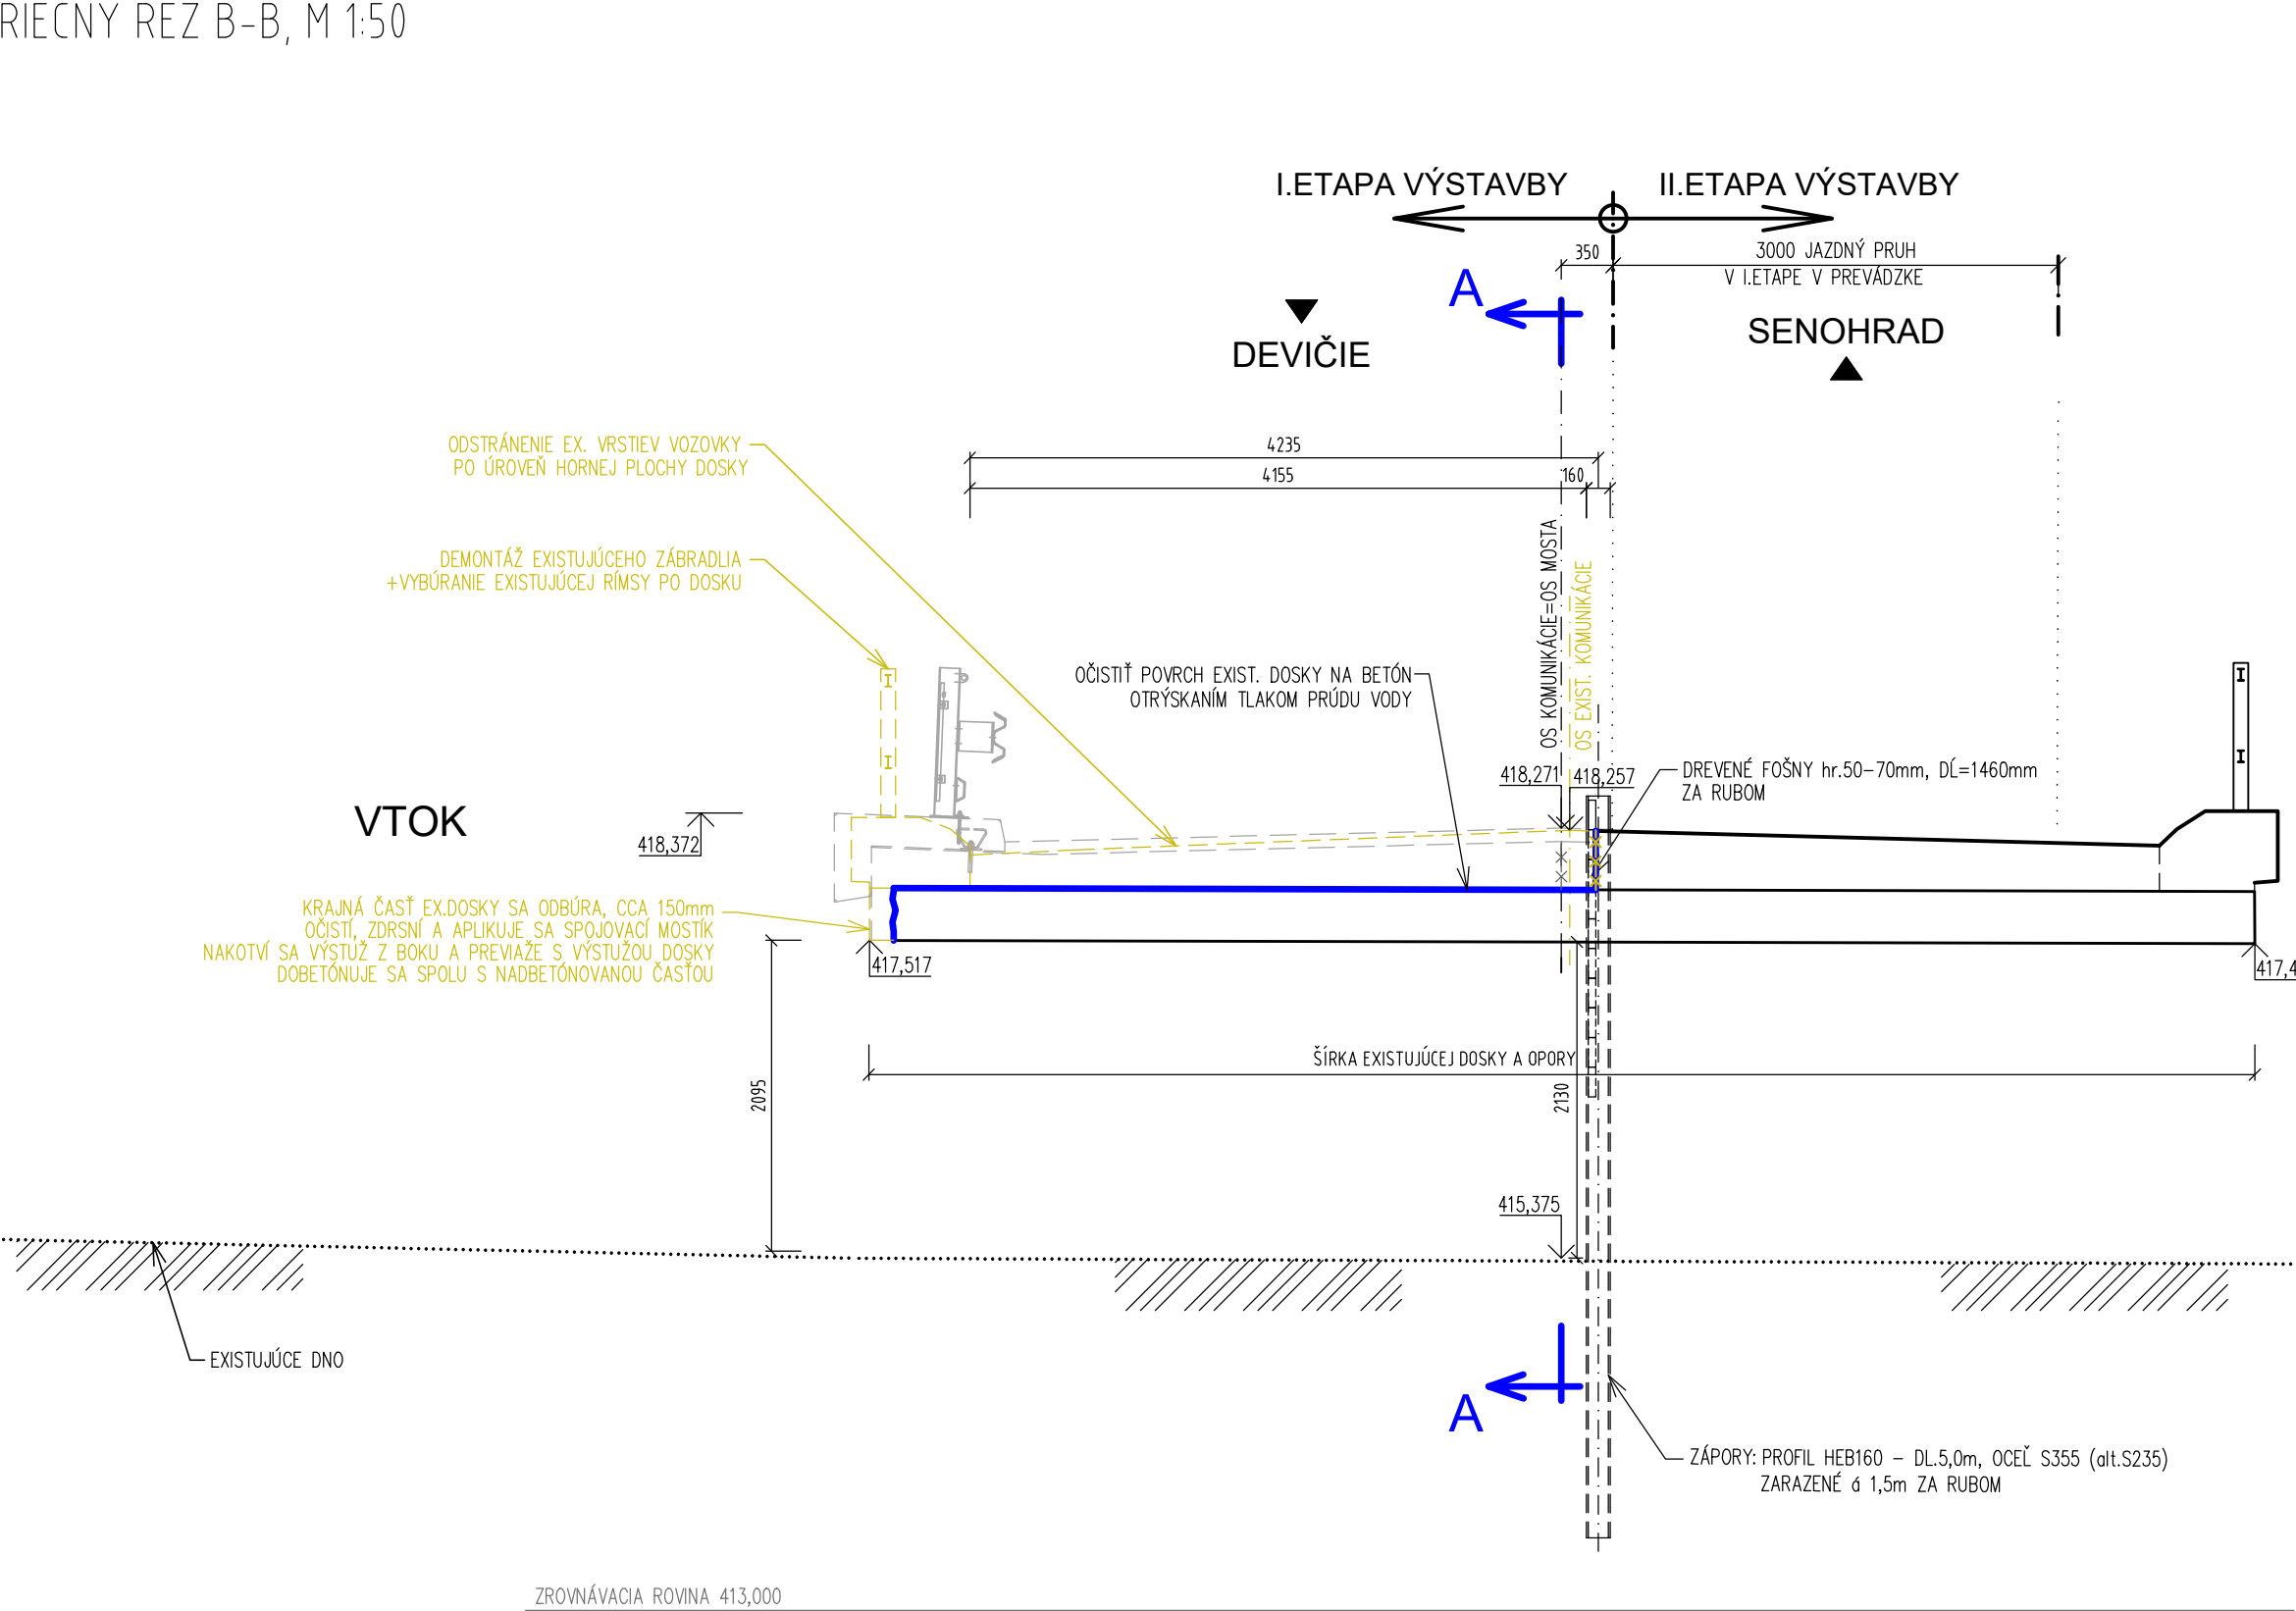 RIECNY REZ B-B, M 1:50
I.ETAPA VÝSTAVBY
II.ETAPA VÝSTAVBY
350
3000 JAZDNÝ PRUH
V I.ETAPE V PREVÁDZKE
A
DEVIČIE
SENOHRAD
ODSTRÁNENIE EX. VRSTIEV VOZOVKY
PO ÚROVEŇ HORNEJ PLOCHY DOSKY
4235
4155
160
DEMONTÁŽ EXISTUJÚCEHO ZÁBRADLIA
+VYBÚRANIE EXISTUJÚCEJ RÍMSY PO DOSKU
OS KOMUNIKÁCIE=OS MOSTA
OS EXIST. KOMUNIKÁCIE
OČISTIŤ POVRCH EXIST. DOSKY NA BETÓN
OTRÝSKANÍM TLAKOM PRÚDU VODY
418,271
418,257
DREVENÉ FOŠNY hr.50-70mm, DĹ=1460mm
ZA RUBOM
VTOK
418,372
KRAJNÁ ČASŤ EX.DOSKY SA ODBÚRA, CCA 150mm
OČISTÍ, ZDRSNÍ A APLIKUJE SA SPOJOVACÍ MOSTÍK
NAKOTVÍ SA VÝSTUŽ Z BOKU A PREVIAŽE S VÝSTUŽOU DOSKY
DOBETÓNUJE SA SPOLU S NADBETÓNOVANOU ČASŤOU
417,517
417,4
ŠÍRKA EXISTUJÚCEJ DOSKY A OPORY
2095
2130
415,375
EXISTUJÚCE DNO
A
ZÁPORY: PROFIL HEB160 - DL.5,0m, OCEĽ S355 (alt.S235)
ZARAZENÉ á 1,5m ZA RUBOM
ZROVNÁVACIA ROVINA 413,000